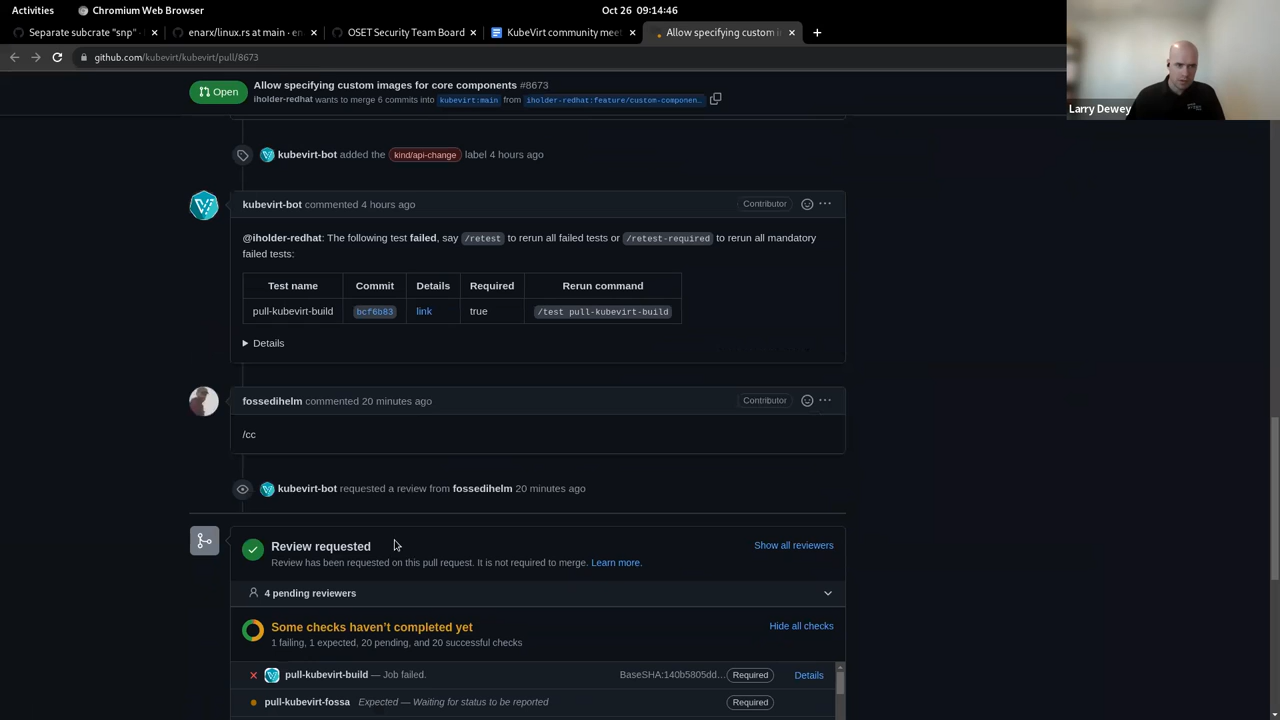 Activities
Chromium Web Browser
Oct 26 09:14:46
Separate subcrate "snp"
enarx/linux.rs at main · en
OSET Security Team Board
KubeVirt community mee
Allow specifying custom i
github.com/kubevirt/kubevirt/pull/8673
Larry Dewey
Open
Allow specifying custom images for core components #8673
iholder-redhat wants to merge 6 commits into kubevirt:main from iholder-redhat:feature/custom-componen…
kubevirt-bot added the kind/api-change label 4 hours ago
kubevirt-bot commented 4 hours ago
Contributor
@iholder-redhat: The following test failed, say /retest to rerun all failed tests or /retest-required to rerun all mandatory
failed tests:
Test name Commit Details Required Rerun command
pull-kubevirt-build bcf6b83 link true /test pull-kubevirt-build
Details
fossedihelm commented 20 minutes ago
Contributor
/cc
kubevirt-bot requested a review from fossedihelm 20 minutes ago
Review requested
Show all reviewers
Review has been requested on this pull request. It is not required to merge. Learn more.
4 pending reviewers
Some checks haven't completed yet
Hide all checks
1 failing, 1 expected, 20 pending, and 20 successful checks
pull-kubevirt-build — Job failed. BaseSHA:140b5805dd… Required Details
pull-kubevirt-fossa Expected — Waiting for status to be reported Required